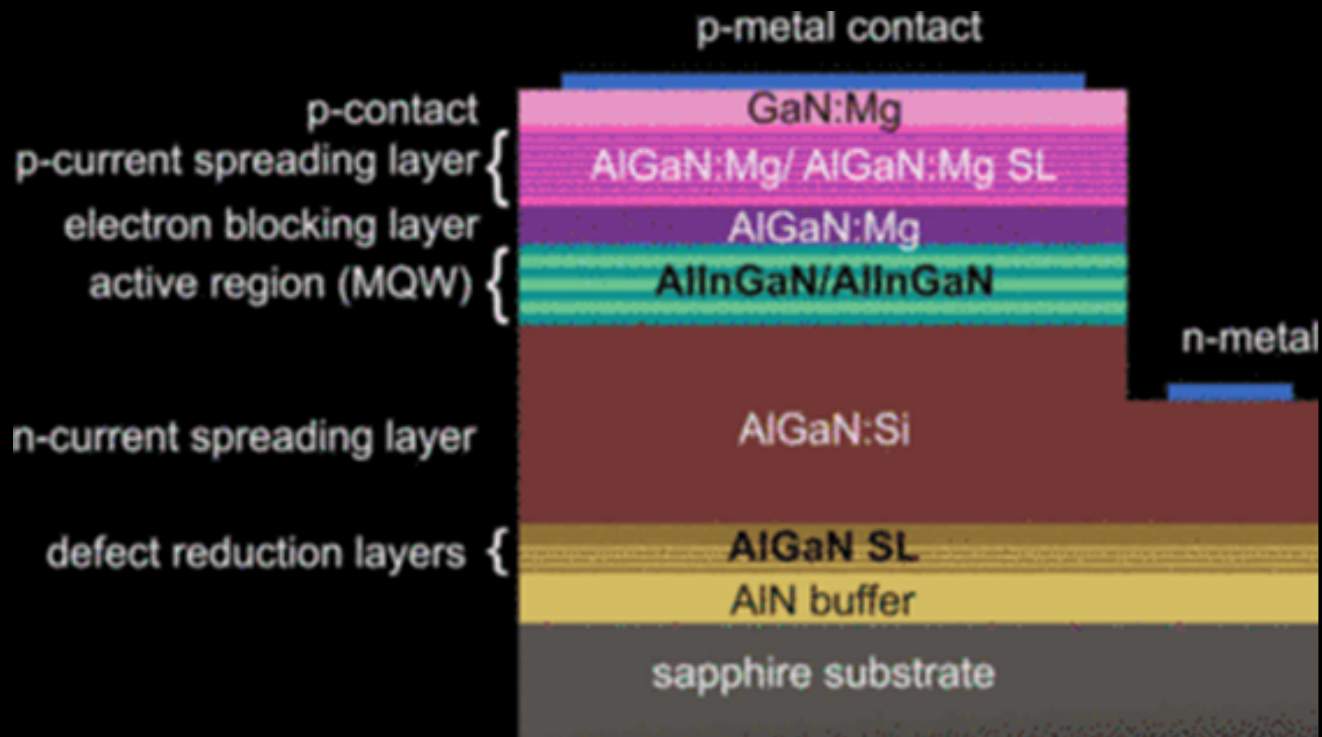 p-metal contact
p-contact
GaN:Mg
p-current spreading layer {
AlGaN:Mg/ AlGaN:Mg SL
electron blocking layer
AlGaN:Mg
active region (MQW) {
AlInGaN/AlInGaN
n-metal
n-current spreading layer
AlGaN:Si
defect reduction layers {
AlGaN SL
AlN buffer
sapphire substrate